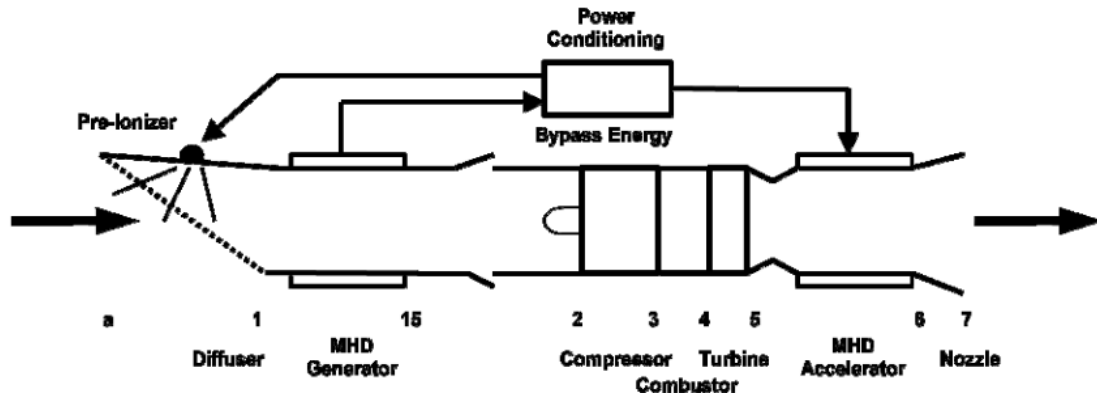 Power
Conditioning
Pre-Ionizer
Bypass Energy
a 1 15 2 3 4 5 6 7
Diffuser MHD Generator Compressor Turbine MHD Accelerator Nozzle
Combustor